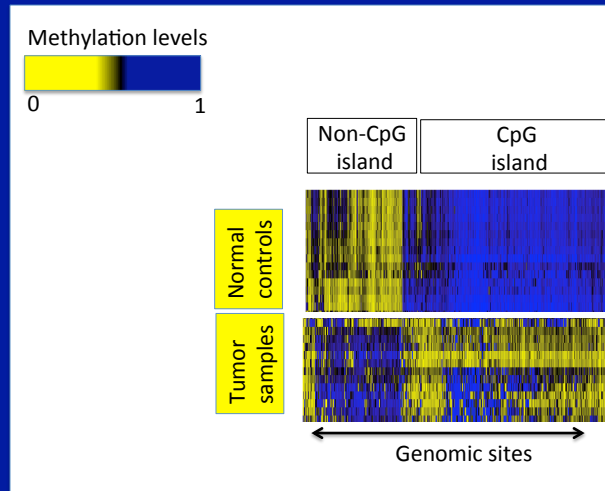 Methylation levels
0 1
Non-CpG
island
CpG
island
Normal
controls
Tumor
samples
Genomic sites